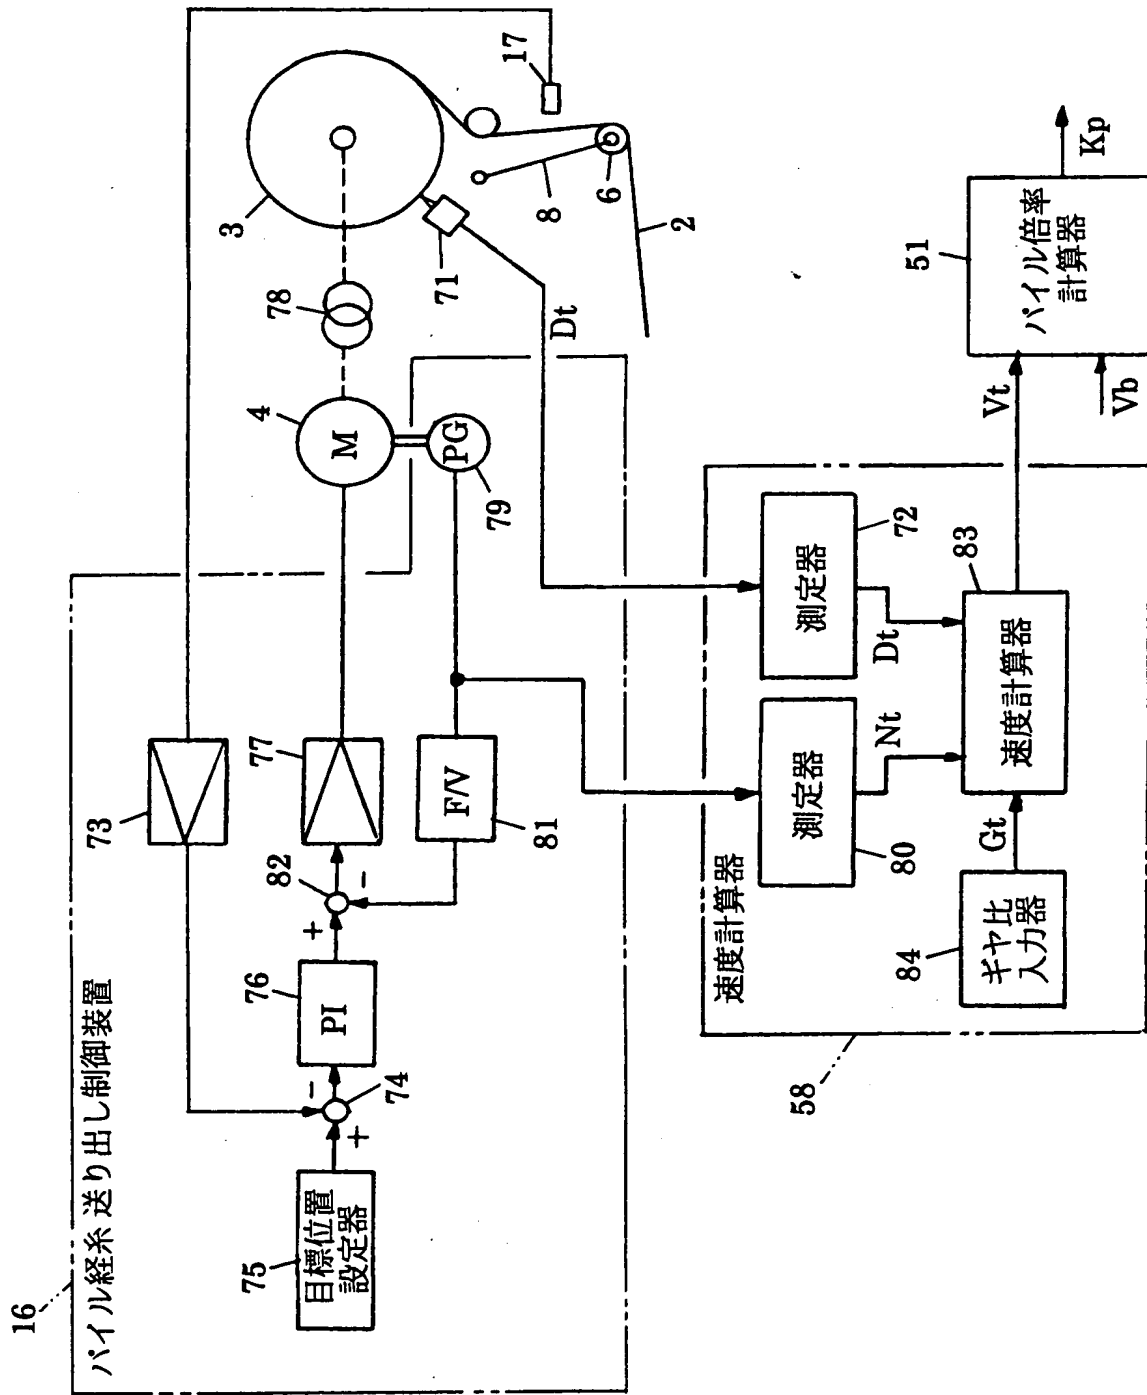 16
パイル経糸送り出し制御装置
73
17
3
75
目標位置
設定器
+
-
74
76
PI
+
82
-
77
4
M
78
71
8
6
2
F/V
81
PG
79
Dt
58
速度計算器
84
ギヤ比
入力器
Gt
80
測定器
Nt
72
測定器
Dt
83
速度計算器
Vt
Vb
51
パイル倍率
計算器
Kp